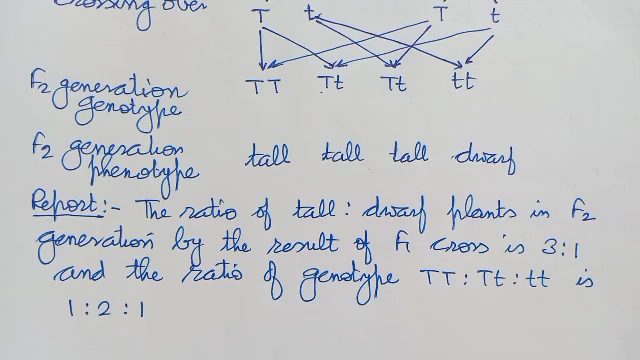 Crossing over T t T t
F2 generation genotype TT Tt Tt tt
F2 generation phenotype tall tall tall dwarf
Report:- The ratio of tall : dwarf plants in F2
generation by the result of F1 cross is 3:1
and the ratio of genotype TT:Tt:tt is
1 : 2 : 1